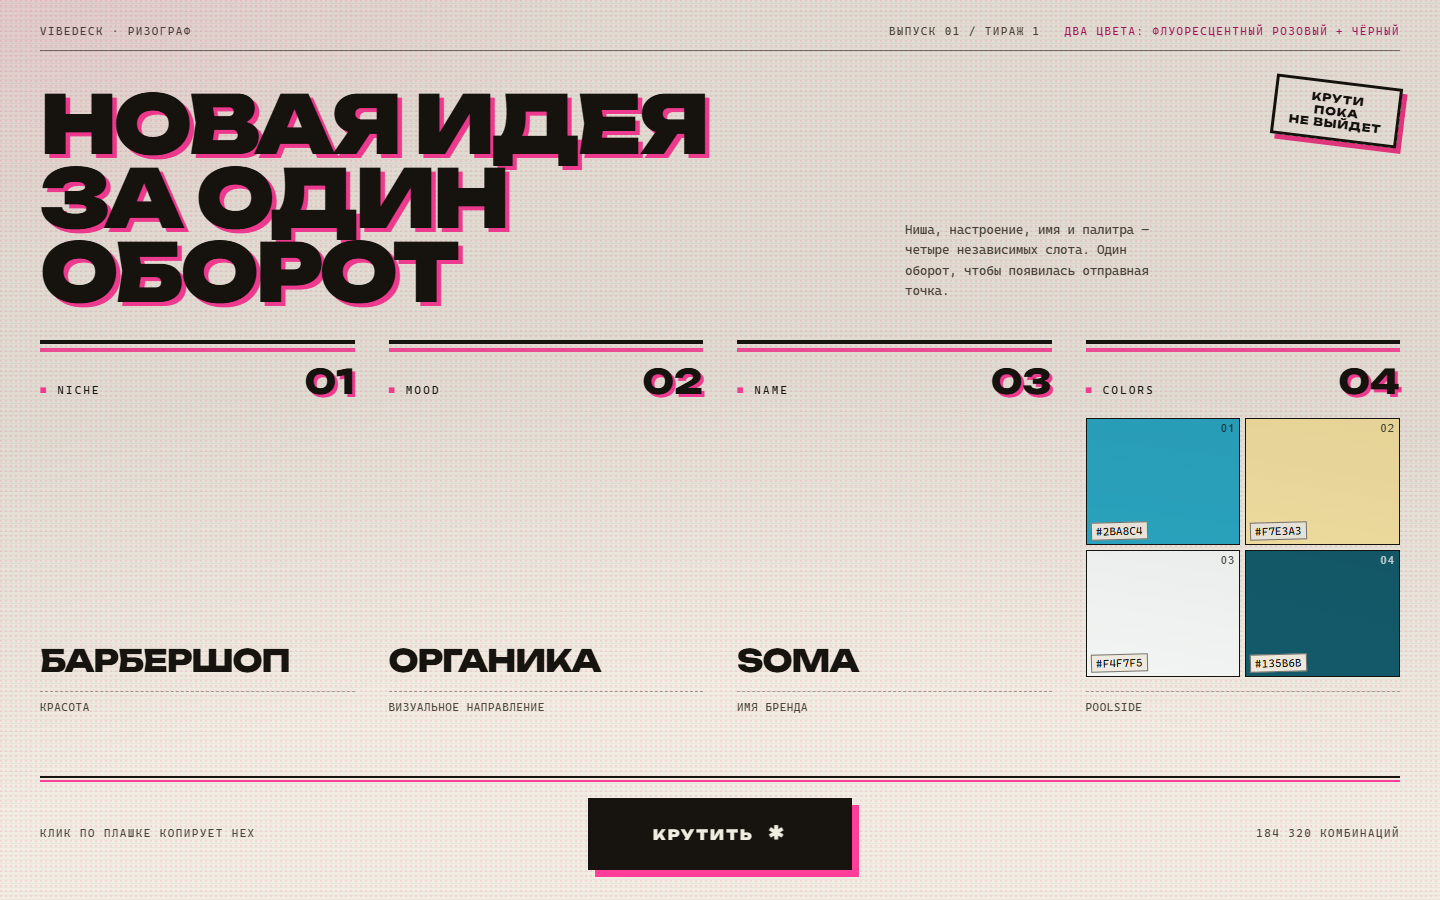 VIBEDECK · РИЗОГРАФ
ВЫПУСК 01 / ТИРАЖ 1 ДВА ЦВЕТА: ФЛУОРЕСЦЕНТНЫЙ РОЗОВЫЙ + ЧЁРНЫЙ
НОВАЯ ИДЕЯ
ЗА ОДИН
ОБОРОТ
КРУТИ
ПОКА
НЕ ВЫЙДЕТ
Ниша, настроение, имя и палитра —
четыре независимых слота. Один
оборот, чтобы появилась отправная
точка.
NICHE 01
MOOD 02
NAME 03
COLORS 04
01
#2BA8C4
02
#F7E3A3
03
#F4F7F5
04
#135B6B
БАРБЕРШОП
КРАСОТА
ОРГАНИКА
ВИЗУАЛЬНОЕ НАПРАВЛЕНИЕ
SOMA
ИМЯ БРЕНДА
POOLSIDE
КЛИК ПО ПЛАШКЕ КОПИРУЕТ HEX
КРУТИТЬ ✱
184 320 КОМБИНАЦИЙ